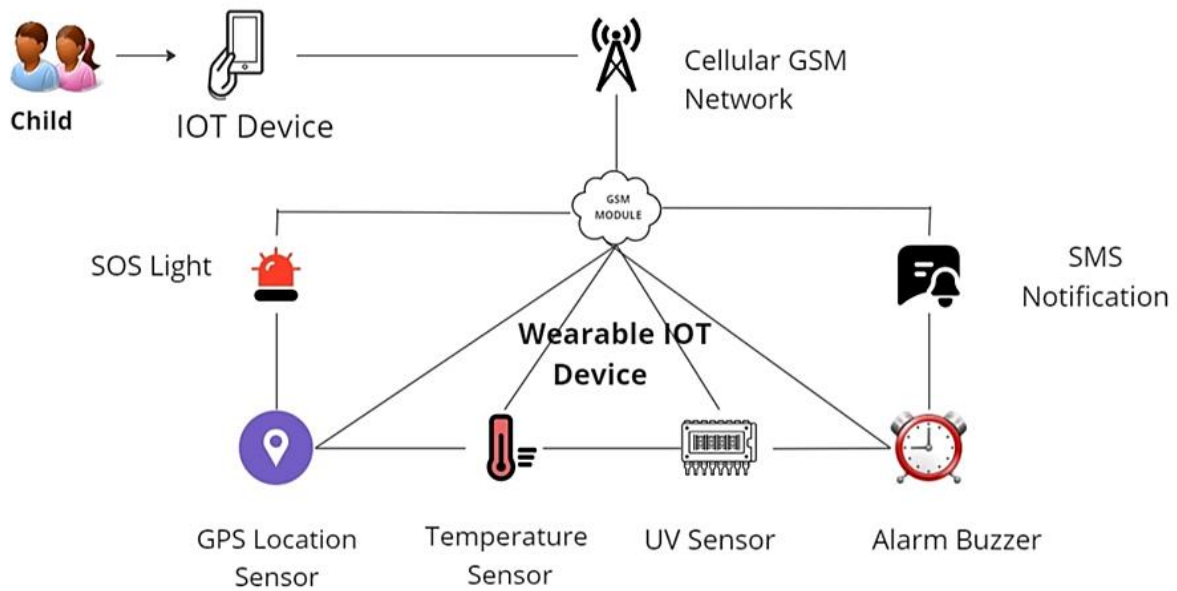 Child
IOT Device
Cellular GSM
Network
GSM
MODULE
SOS Light
SMS
Notification
Wearable IOT
Device
GPS Location
Sensor
Temperature
Sensor
UV Sensor
Alarm Buzzer